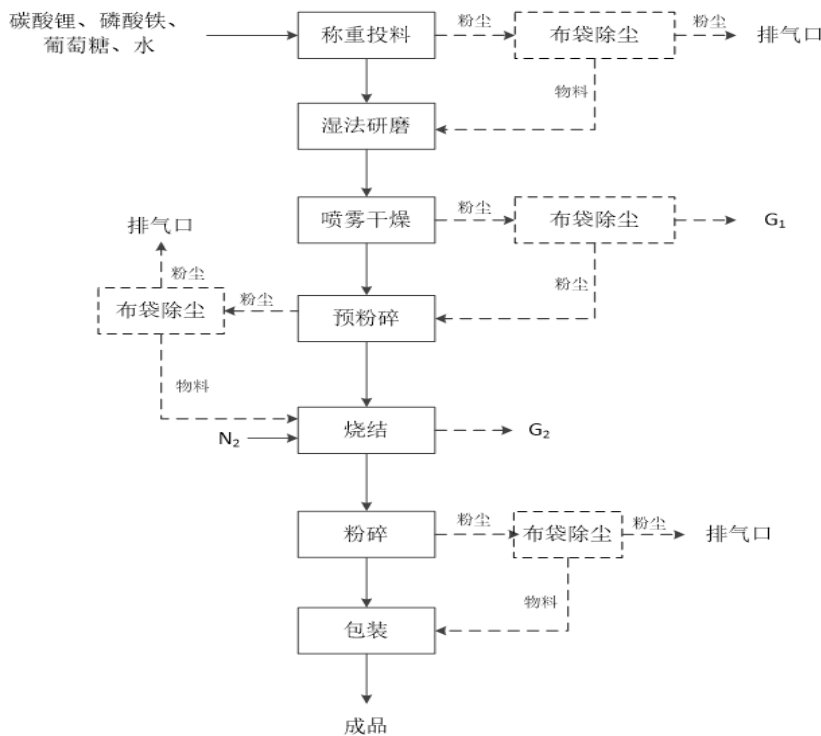 碳酸锂、磷酸铁、
葡萄糖、水
称重投料
粉尘
布袋除尘
粉尘
排气口
物料
湿法研磨
喷雾干燥
粉尘
布袋除尘
G₁
粉尘
排气口
粉尘
布袋除尘
粉尘
预粉碎
物料
N₂
烧结
G₂
粉碎
粉尘
布袋除尘
粉尘
排气口
物料
包装
成品